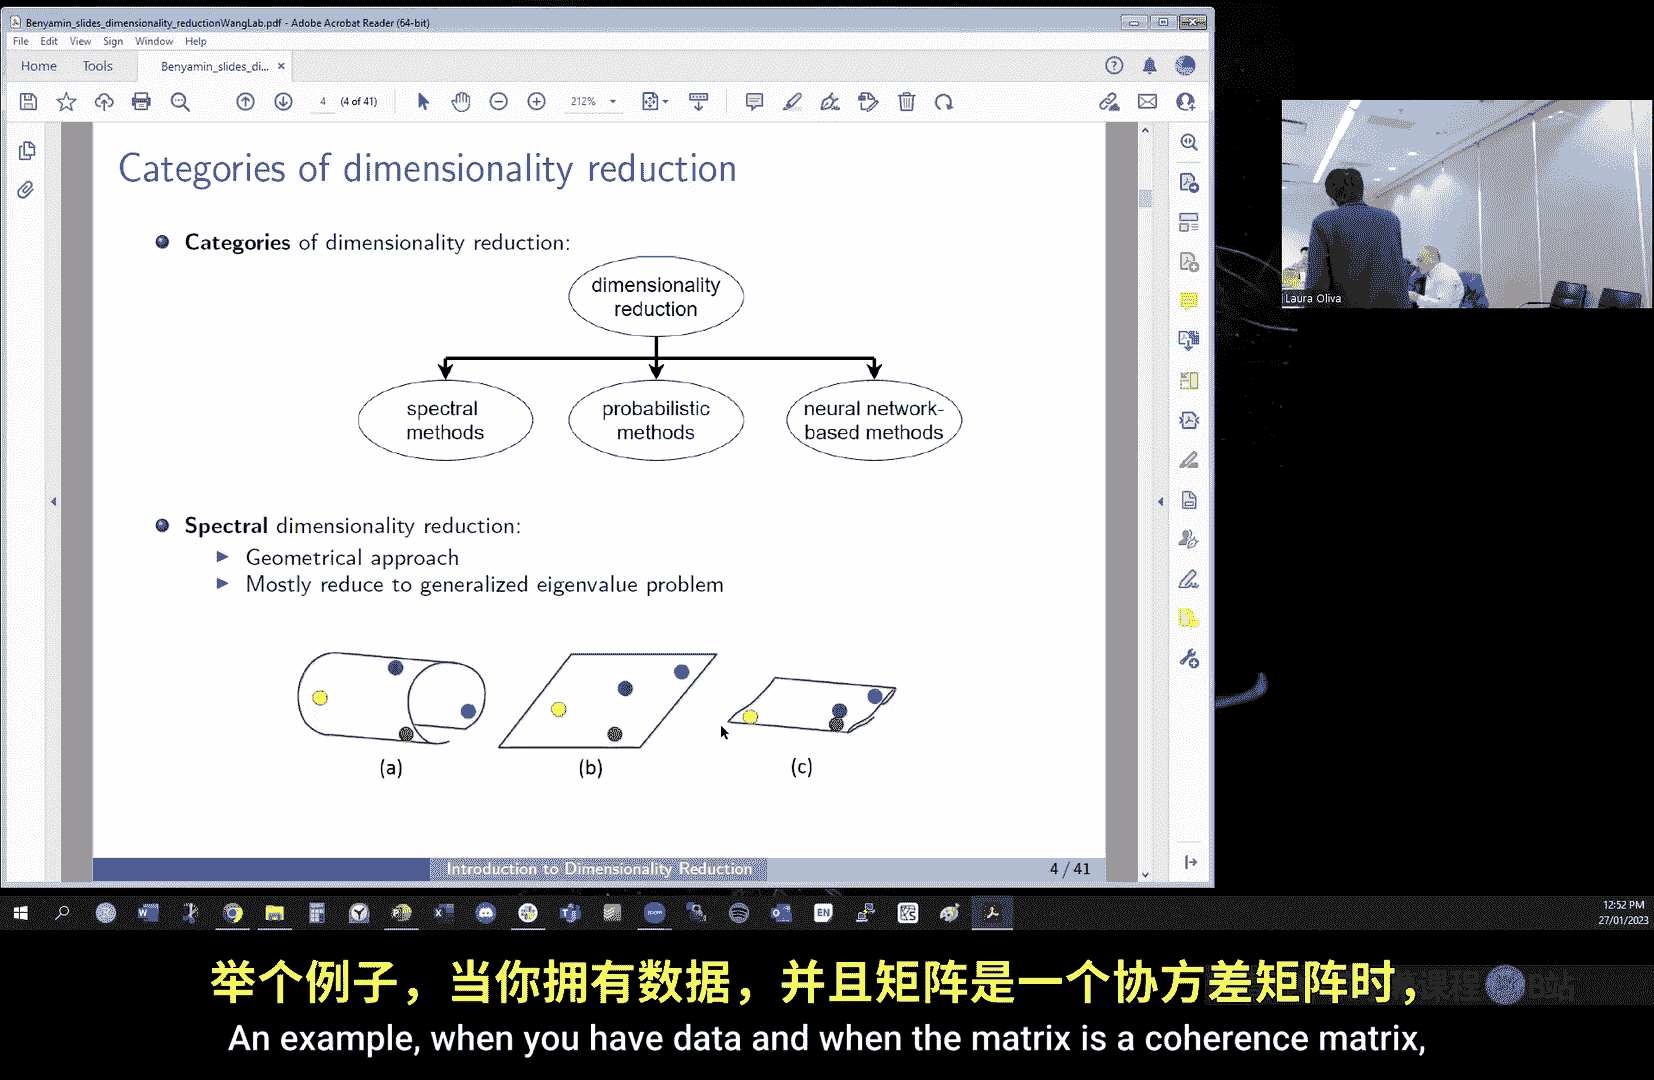 Benyamin_slides_dimensionality_reductionWangLab.pdf - Adobe Acrobat Reader (64-bit)
File Edit View Sign Window Help
Home Tools Benyamin_slides_di... ×
4 (4 of 41) 212%
Categories of dimensionality reduction
Categories of dimensionality reduction:
dimensionality
reduction
spectral
methods
probabilistic
methods
neural network-
based methods
Spectral dimensionality reduction:
Geometrical approach
Mostly reduce to generalized eigenvalue problem
(a) (b) (c)
Introduction to Dimensionality Reduction 4 / 41
Laura Oliva
EN
12:52 PM
27/01/2023
举个例子，当你拥有数据，并且矩阵是一个协方差矩阵时，
课程 B站
An example, when you have data and when the matrix is a coherence matrix,